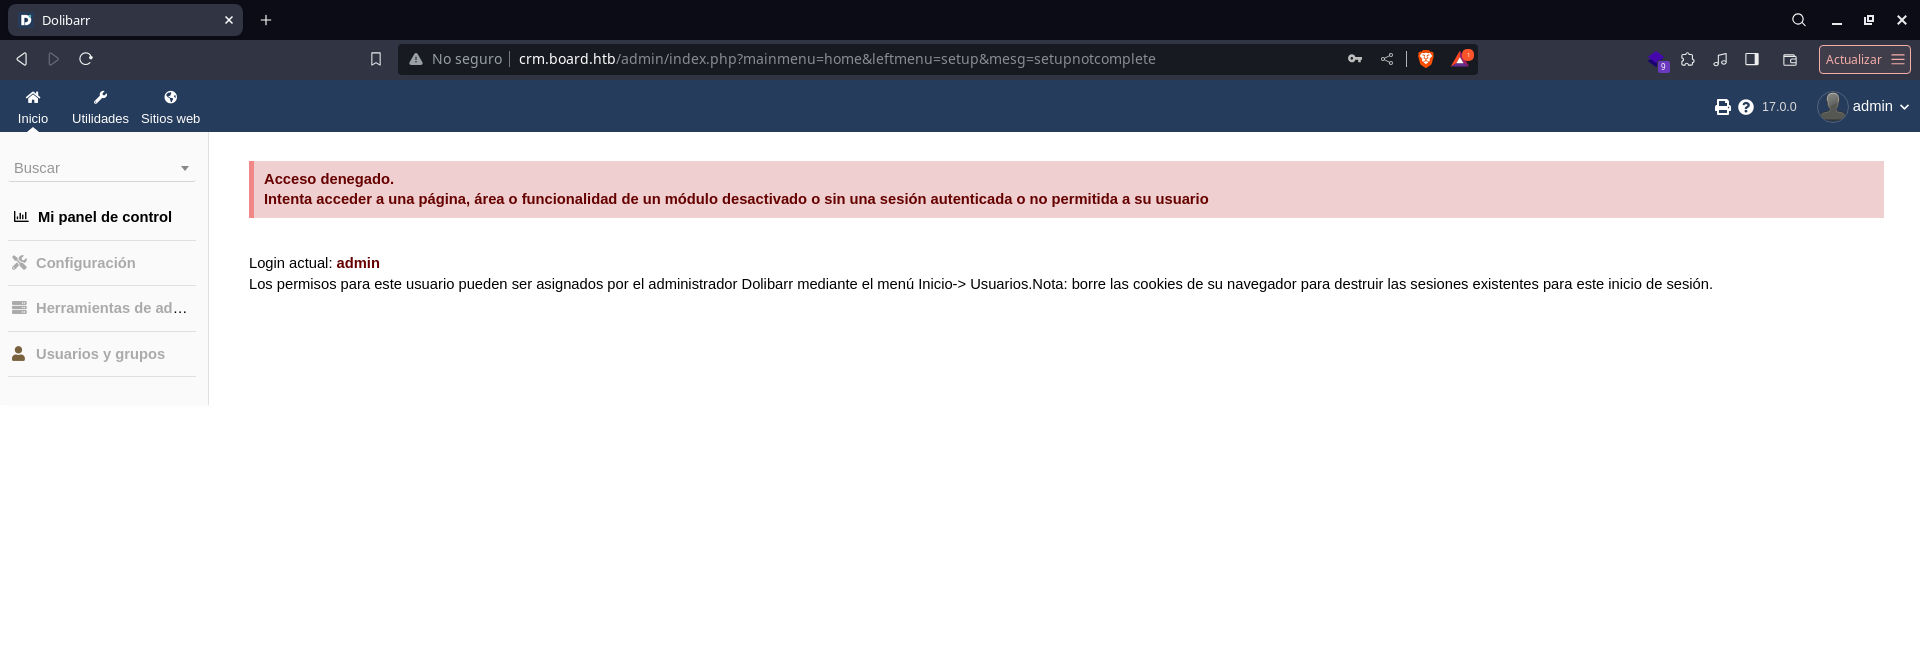 Dolibarr
No seguro crm.board.htb/admin/index.php?mainmenu=home&leftmenu=setup&mesg=setupnotcomplete
9
Actualizar
Inicio
Utilidades
Sitios web
17.0.0
admin
Buscar
Mi panel de control
Configuración
Herramientas de ad...
Usuarios y grupos
Acceso denegado.
Intenta acceder a una página, área o funcionalidad de un módulo desactivado o sin una sesión autenticada o no permitida a su usuario
Login actual: admin
Los permisos para este usuario pueden ser asignados por el administrador Dolibarr mediante el menú Inicio-> Usuarios.Nota: borre las cookies de su navegador para destruir las sesiones existentes para este inicio de sesión.